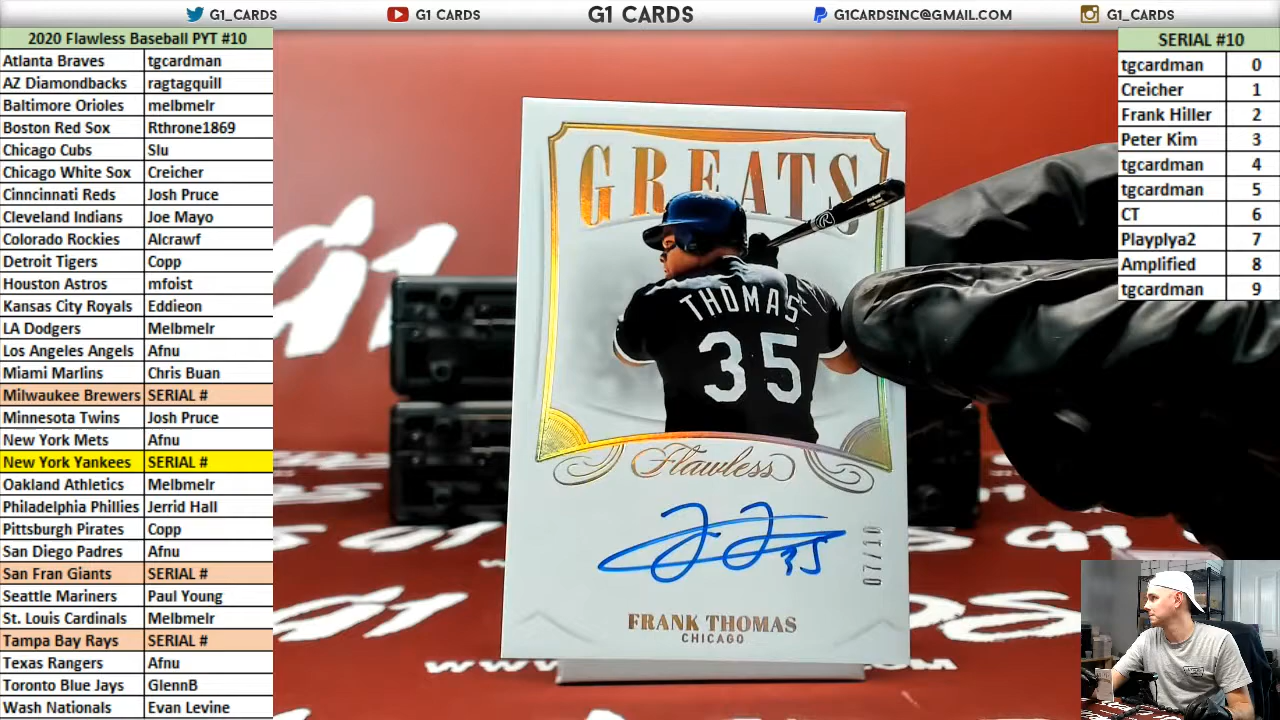 G1_CARDS
G1 CARDS
G1 CARDS
G1CARDSINC@GMAIL.COM
G1_CARDS
2020 Flawless Baseball PYT #10
Atlanta Braves tgcardman
AZ Diamondbacks ragtagquill
Baltimore Orioles melbmelr
Boston Red Sox Rthrone1869
Chicago Cubs Slu
Chicago White Sox Creicher
Cinncinnati Reds Josh Pruce
Cleveland Indians Joe Mayo
Colorado Rockies Alcrawf
Detroit Tigers Copp
Houston Astros mfoist
Kansas City Royals Eddieon
LA Dodgers Melbmelr
Los Angeles Angels Afnu
Miami Marlins Chris Buan
Milwaukee Brewers SERIAL #
Minnesota Twins Josh Pruce
New York Mets Afnu
New York Yankees SERIAL #
Oakland Athletics Melbmelr
Philadelphia Phillies Jerrid Hall
Pittsburgh Pirates Copp
San Diego Padres Afnu
San Fran Giants SERIAL #
Seattle Mariners Paul Young
St. Louis Cardinals Melbmelr
Tampa Bay Rays SERIAL #
Texas Rangers Afnu
Toronto Blue Jays GlennB
Wash Nationals Evan Levine
GREATS
THOMAS
35
Flawless
35
07/10
FRANK THOMAS
CHICAGO
SERIAL #10
tgcardman 0
Creicher 1
Frank Hiller 2
Peter Kim 3
tgcardman 4
tgcardman 5
CT 6
Playplya2 7
Amplified 8
tgcardman 9